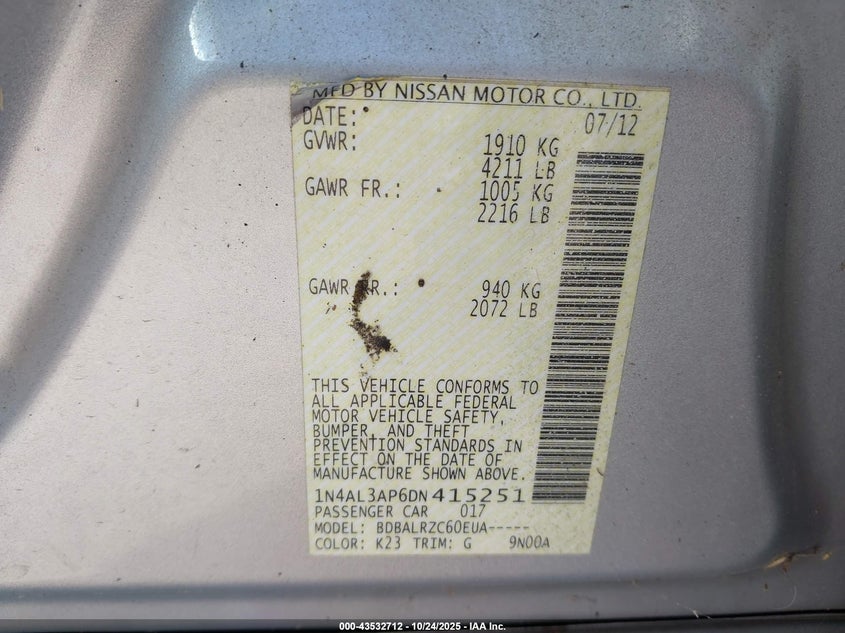 MFD BY NISSAN MOTOR CO., LTD.
DATE: 07/12
GVWR: 1910 KG
4211 LB
GAWR FR.: 1005 KG
2216 LB
GAWR RR.: 940 KG
2072 LB
THIS VEHICLE CONFORMS TO
ALL APPLICABLE FEDERAL
MOTOR VEHICLE SAFETY,
BUMPER, AND THEFT
PREVENTION STANDARDS IN
EFFECT ON THE DATE OF
MANUFACTURE SHOWN ABOVE.
1N4AL3AP6DN415251
PASSENGER CAR 017
MODEL: BDBALRZC60EUA-----
COLOR: K23 TRIM: G 9N00A
000-43532712 - 10/24/2025 - IAA Inc.